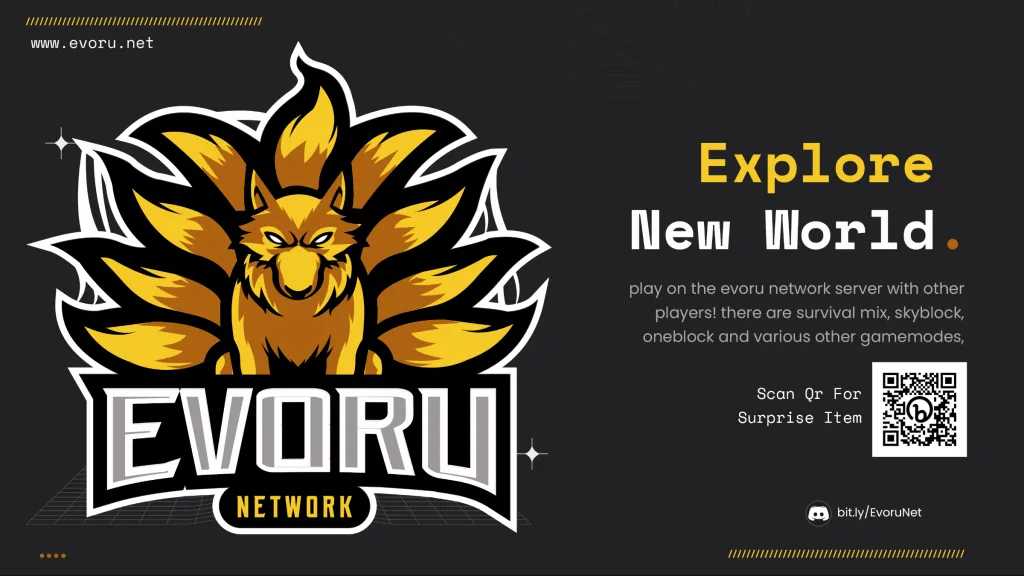 www.evoru.net
EVORU
NETWORK
Explore
New World.
play on the evoru network server with other
players! there are survival mix, skyblock,
oneblock and various other gamemodes,
Scan Qr For
Surprise Item
bit.ly/EvoruNet